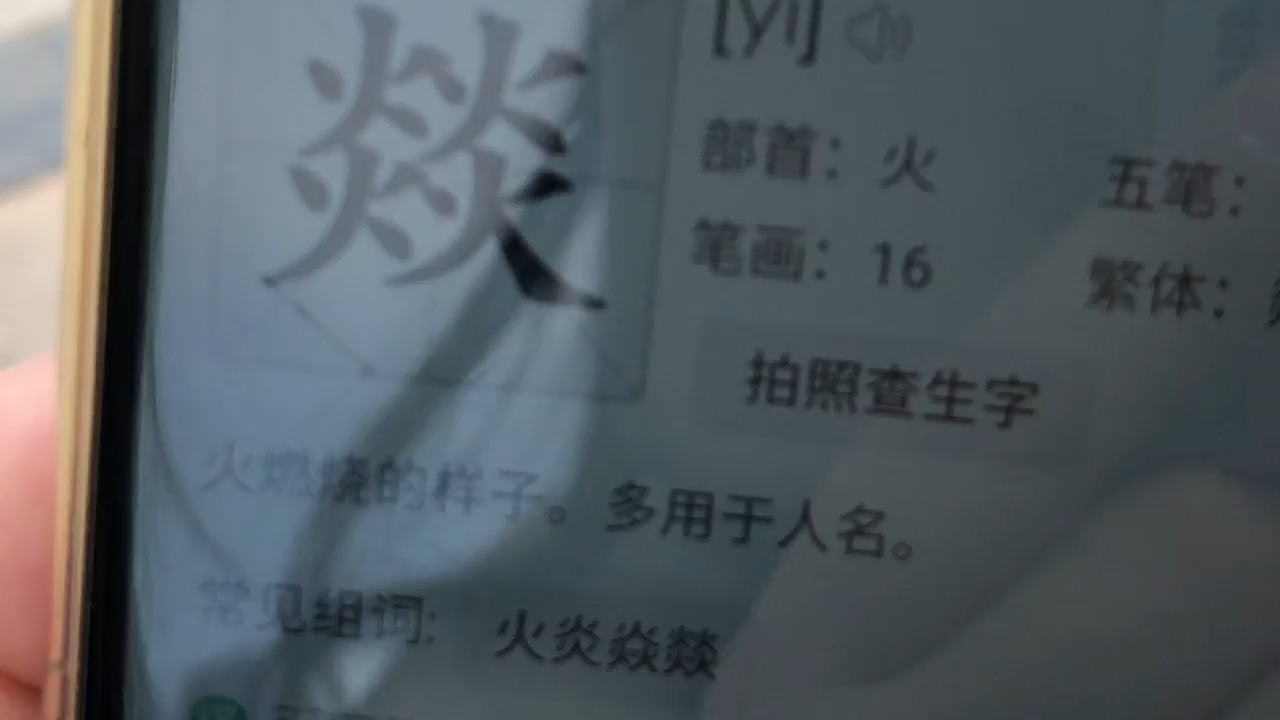 燚 [yì]
部首：火 五笔：
笔画：16 繁体：
拍照查生字
火燃烧的样子。多用于人名。
常见组词: 火炎焱燚